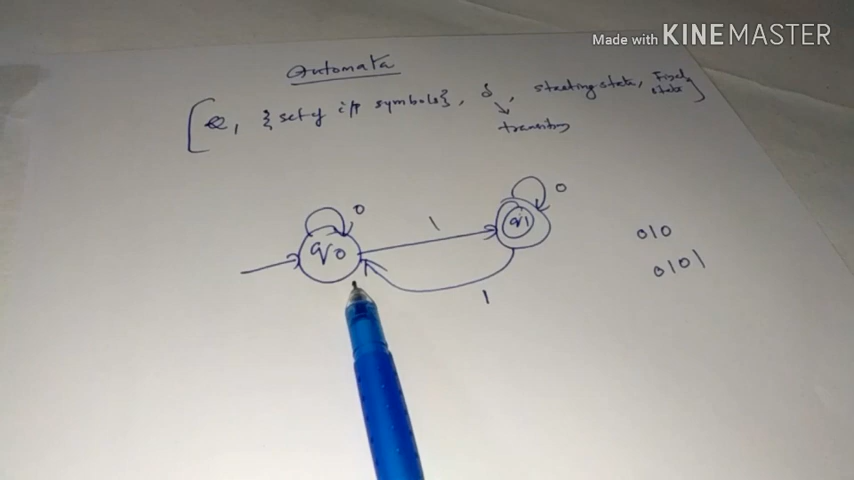 Made with KINEMASTER
Automata
[Q, {set of i/p symbols}, δ, starting state, Final state]
transition
0
0
1
q1
q0
010
0101
1